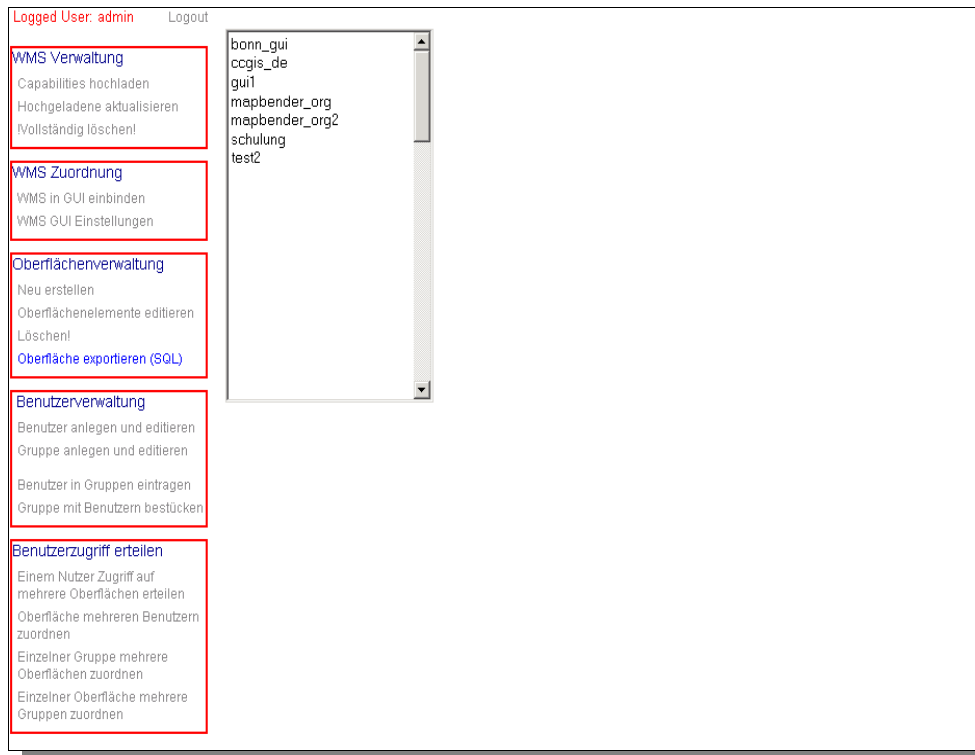 Logged User: admin Logout
WMS Verwaltung
Capabilities hochladen
Hochgeladene aktualisieren
!Vollständig löschen!
WMS Zuordnung
WMS in GUI einbinden
WMS GUI Einstellungen
Oberflächenverwaltung
Neu erstellen
Oberflächenelemente editieren
Löschen!
Oberfläche exportieren (SQL)
Benutzerverwaltung
Benutzer anlegen und editieren
Gruppe anlegen und editieren
Benutzer in Gruppen eintragen
Gruppe mit Benutzern bestücken
Benutzerzugriff erteilen
Einem Nutzer Zugriff auf
mehrere Oberflächen erteilen
Oberfläche mehreren Benutzern
zuordnen
Einzelner Gruppe mehrere
Oberflächen zuordnen
Einzelner Oberfläche mehrere
Gruppen zuordnen
bonn_gui
ccgis_de
gui1
mapbender_org
mapbender_org2
schulung
test2